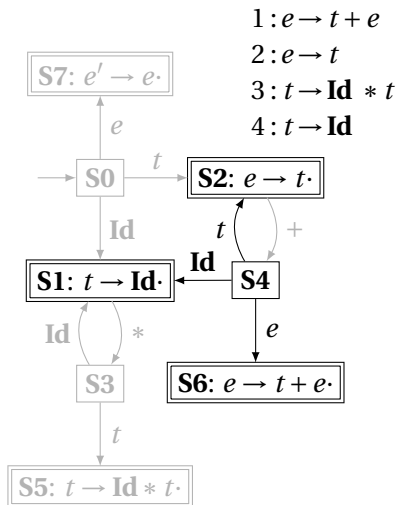 1 : e → t + e
2 : e → t
3 : t → Id * t
4 : t → Id
S7: e′ → e·
e
S0
t
S2: e → t·
Id
t
+
S1: t → Id·
Id
S4
Id
*
e
S3
S6: e → t + e·
t
S5: t → Id * t·